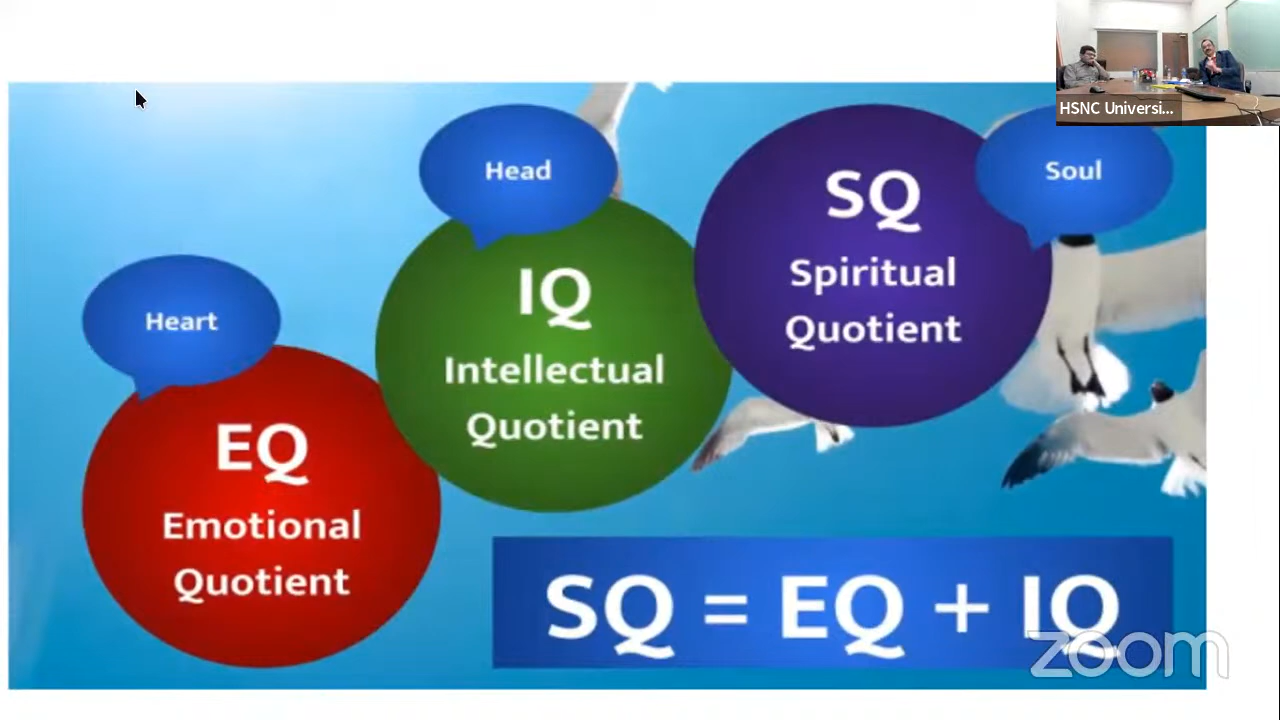 HSNC Universi...
Head
SQ
Soul
Spiritual
Quotient
IQ
Intellectual
Quotient
Heart
EQ
Emotional
Quotient
SQ = EQ + IQ
zoom